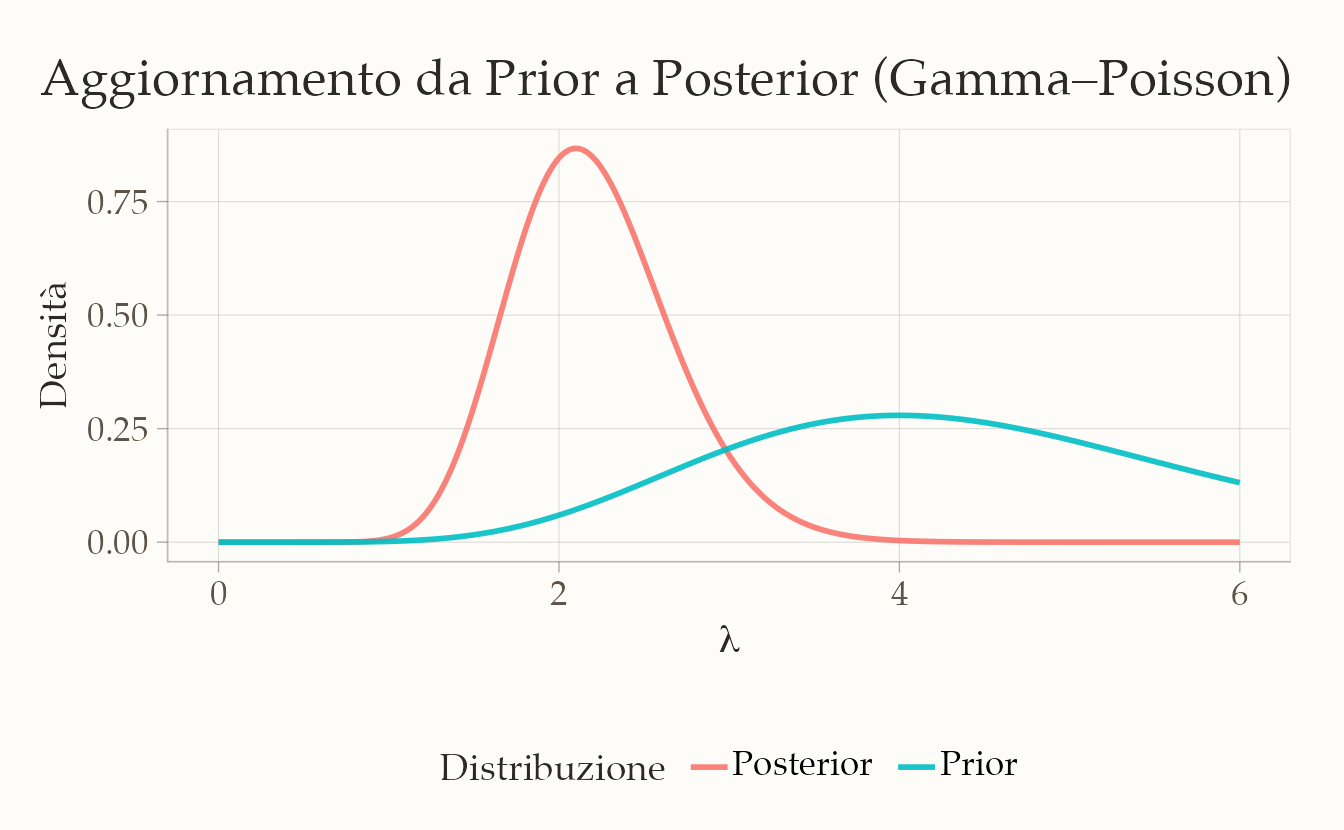 Aggiornamento da Prior a Posterior (Gamma–Poisson)
Densità
0.75
0.50
0.25
0.00
0 2 4 6
λ
Distribuzione Posterior Prior